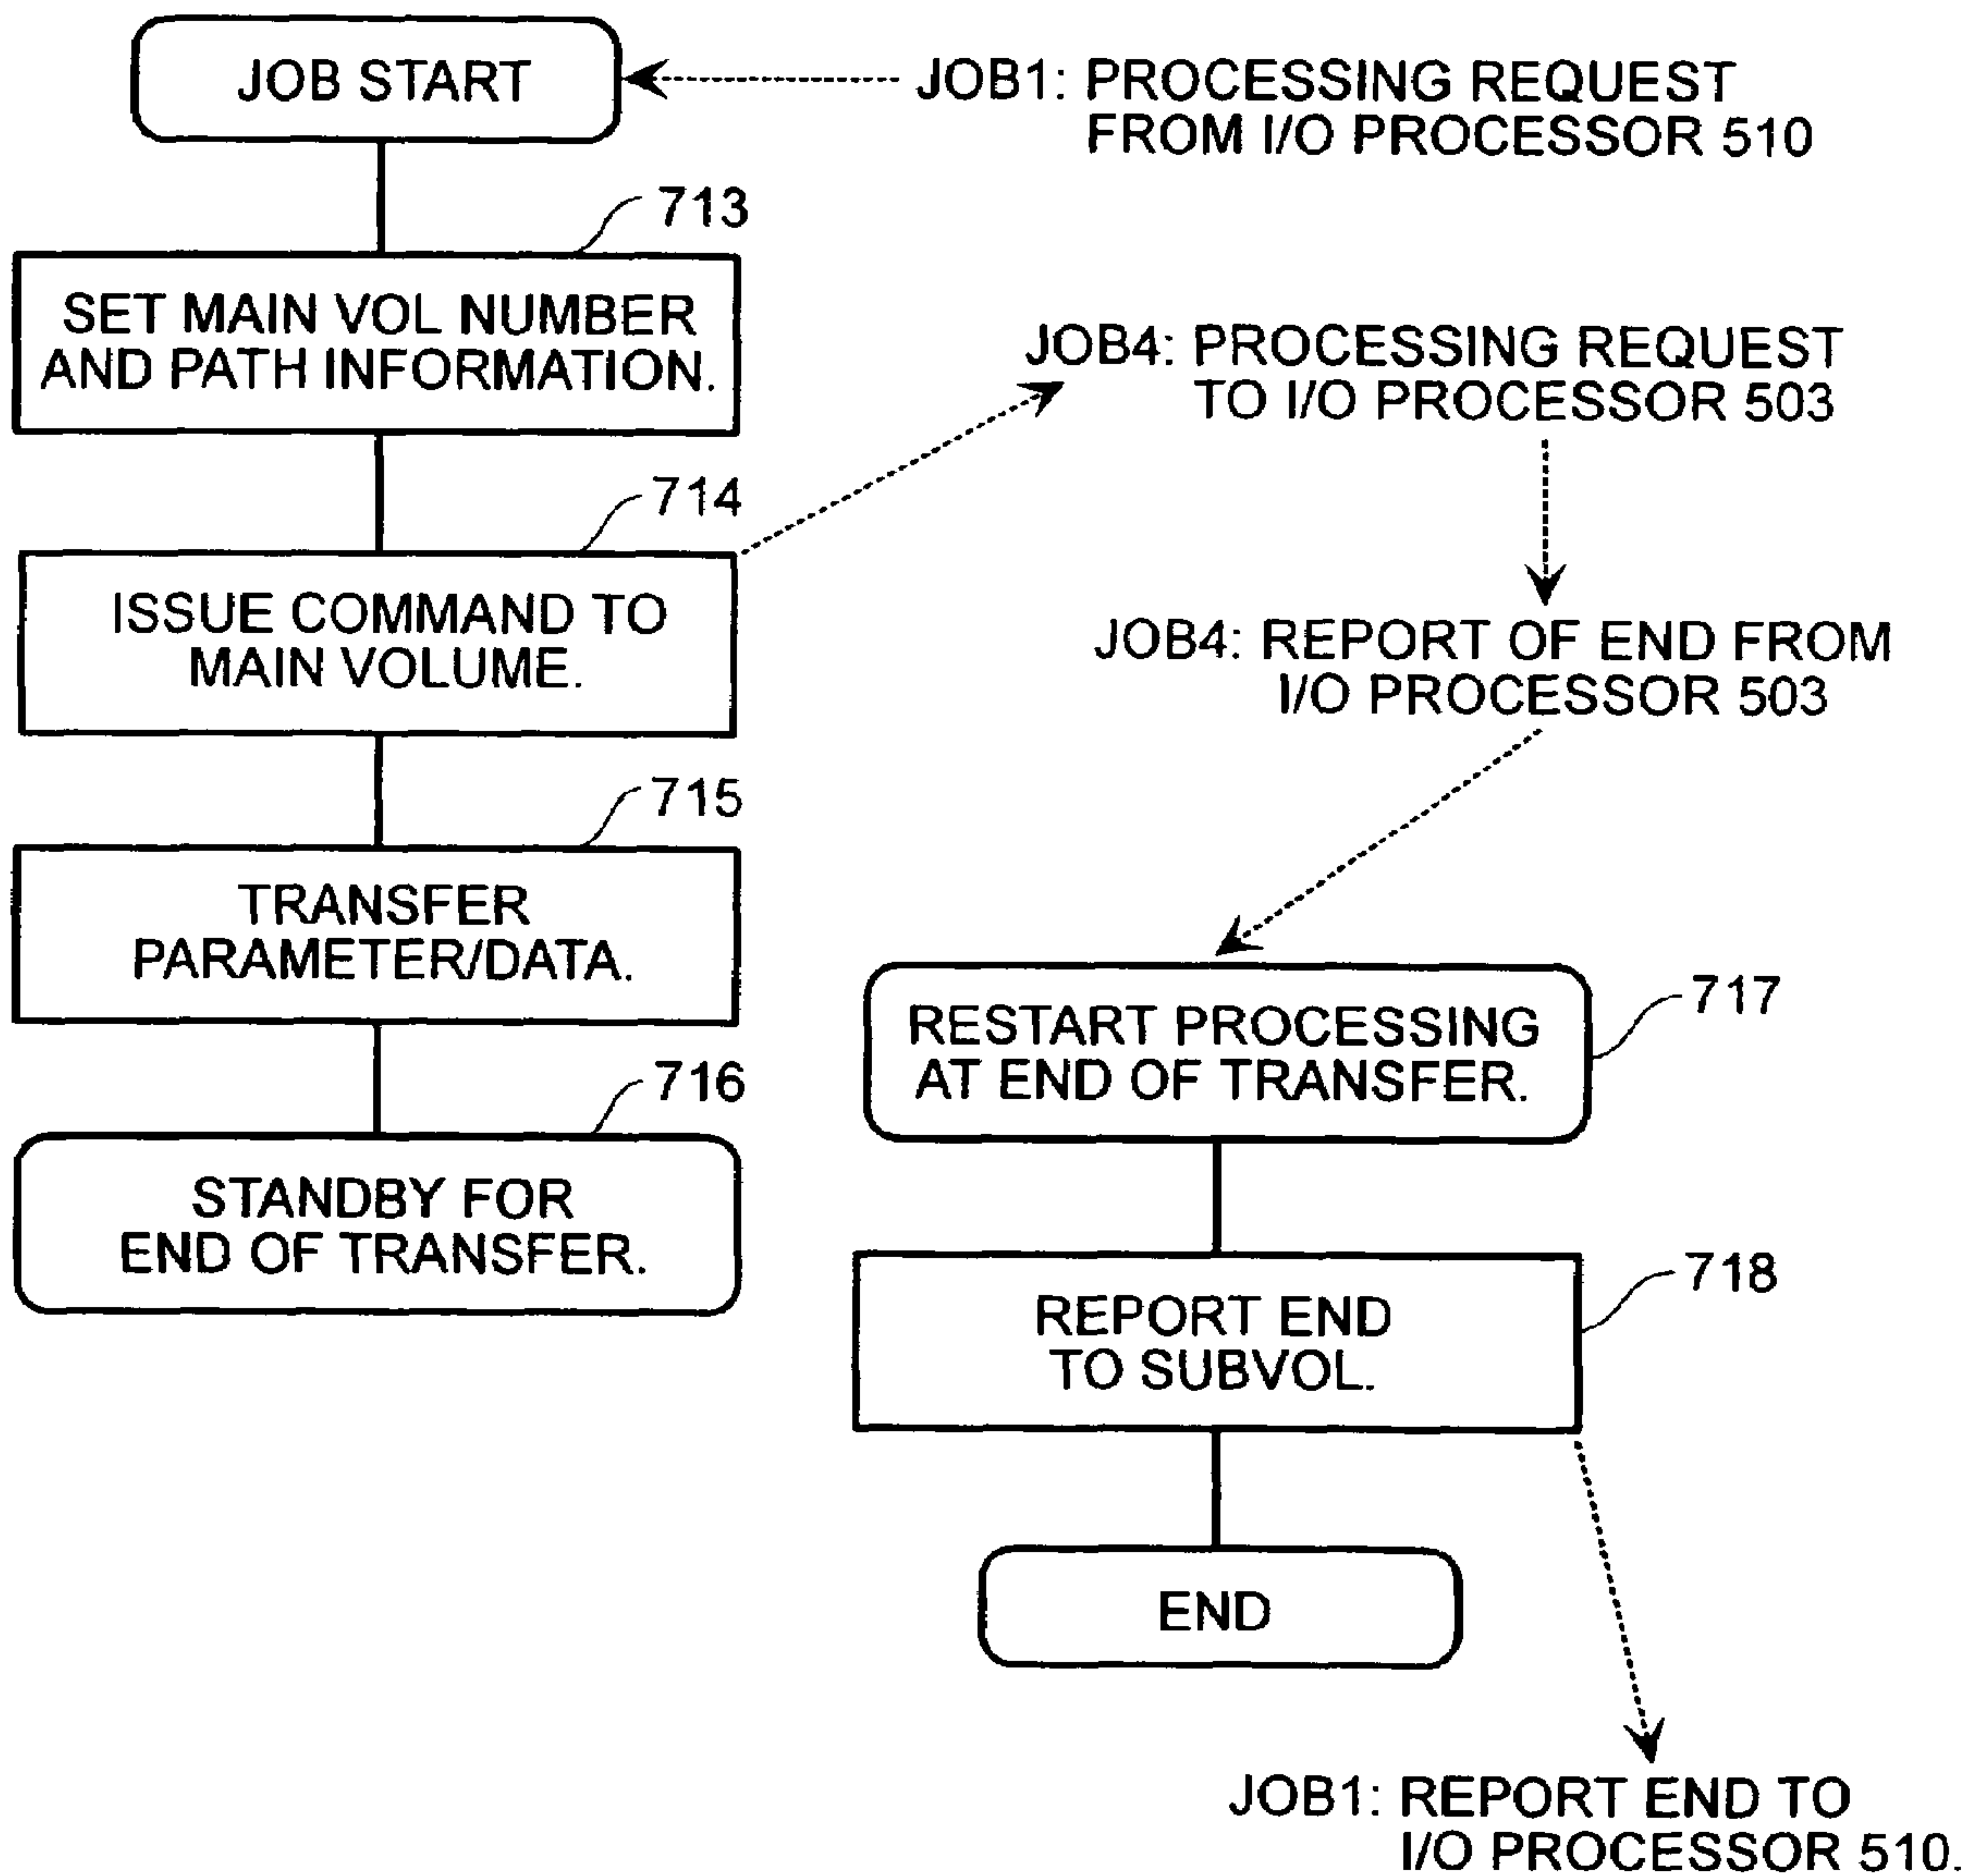 JOB START
JOB1: PROCESSING REQUEST
FROM I/O PROCESSOR 510
713
SET MAIN VOL NUMBER
AND PATH INFORMATION.
JOB4: PROCESSING REQUEST
TO I/O PROCESSOR 503
714
ISSUE COMMAND TO
MAIN VOLUME.
JOB4: REPORT OF END FROM
I/O PROCESSOR 503
715
TRANSFER
PARAMETER/DATA.
716
STANDBY FOR
END OF TRANSFER.
717
RESTART PROCESSING
AT END OF TRANSFER.
718
REPORT END
TO SUBVOL.
END
JOB1: REPORT END TO
I/O PROCESSOR 510.